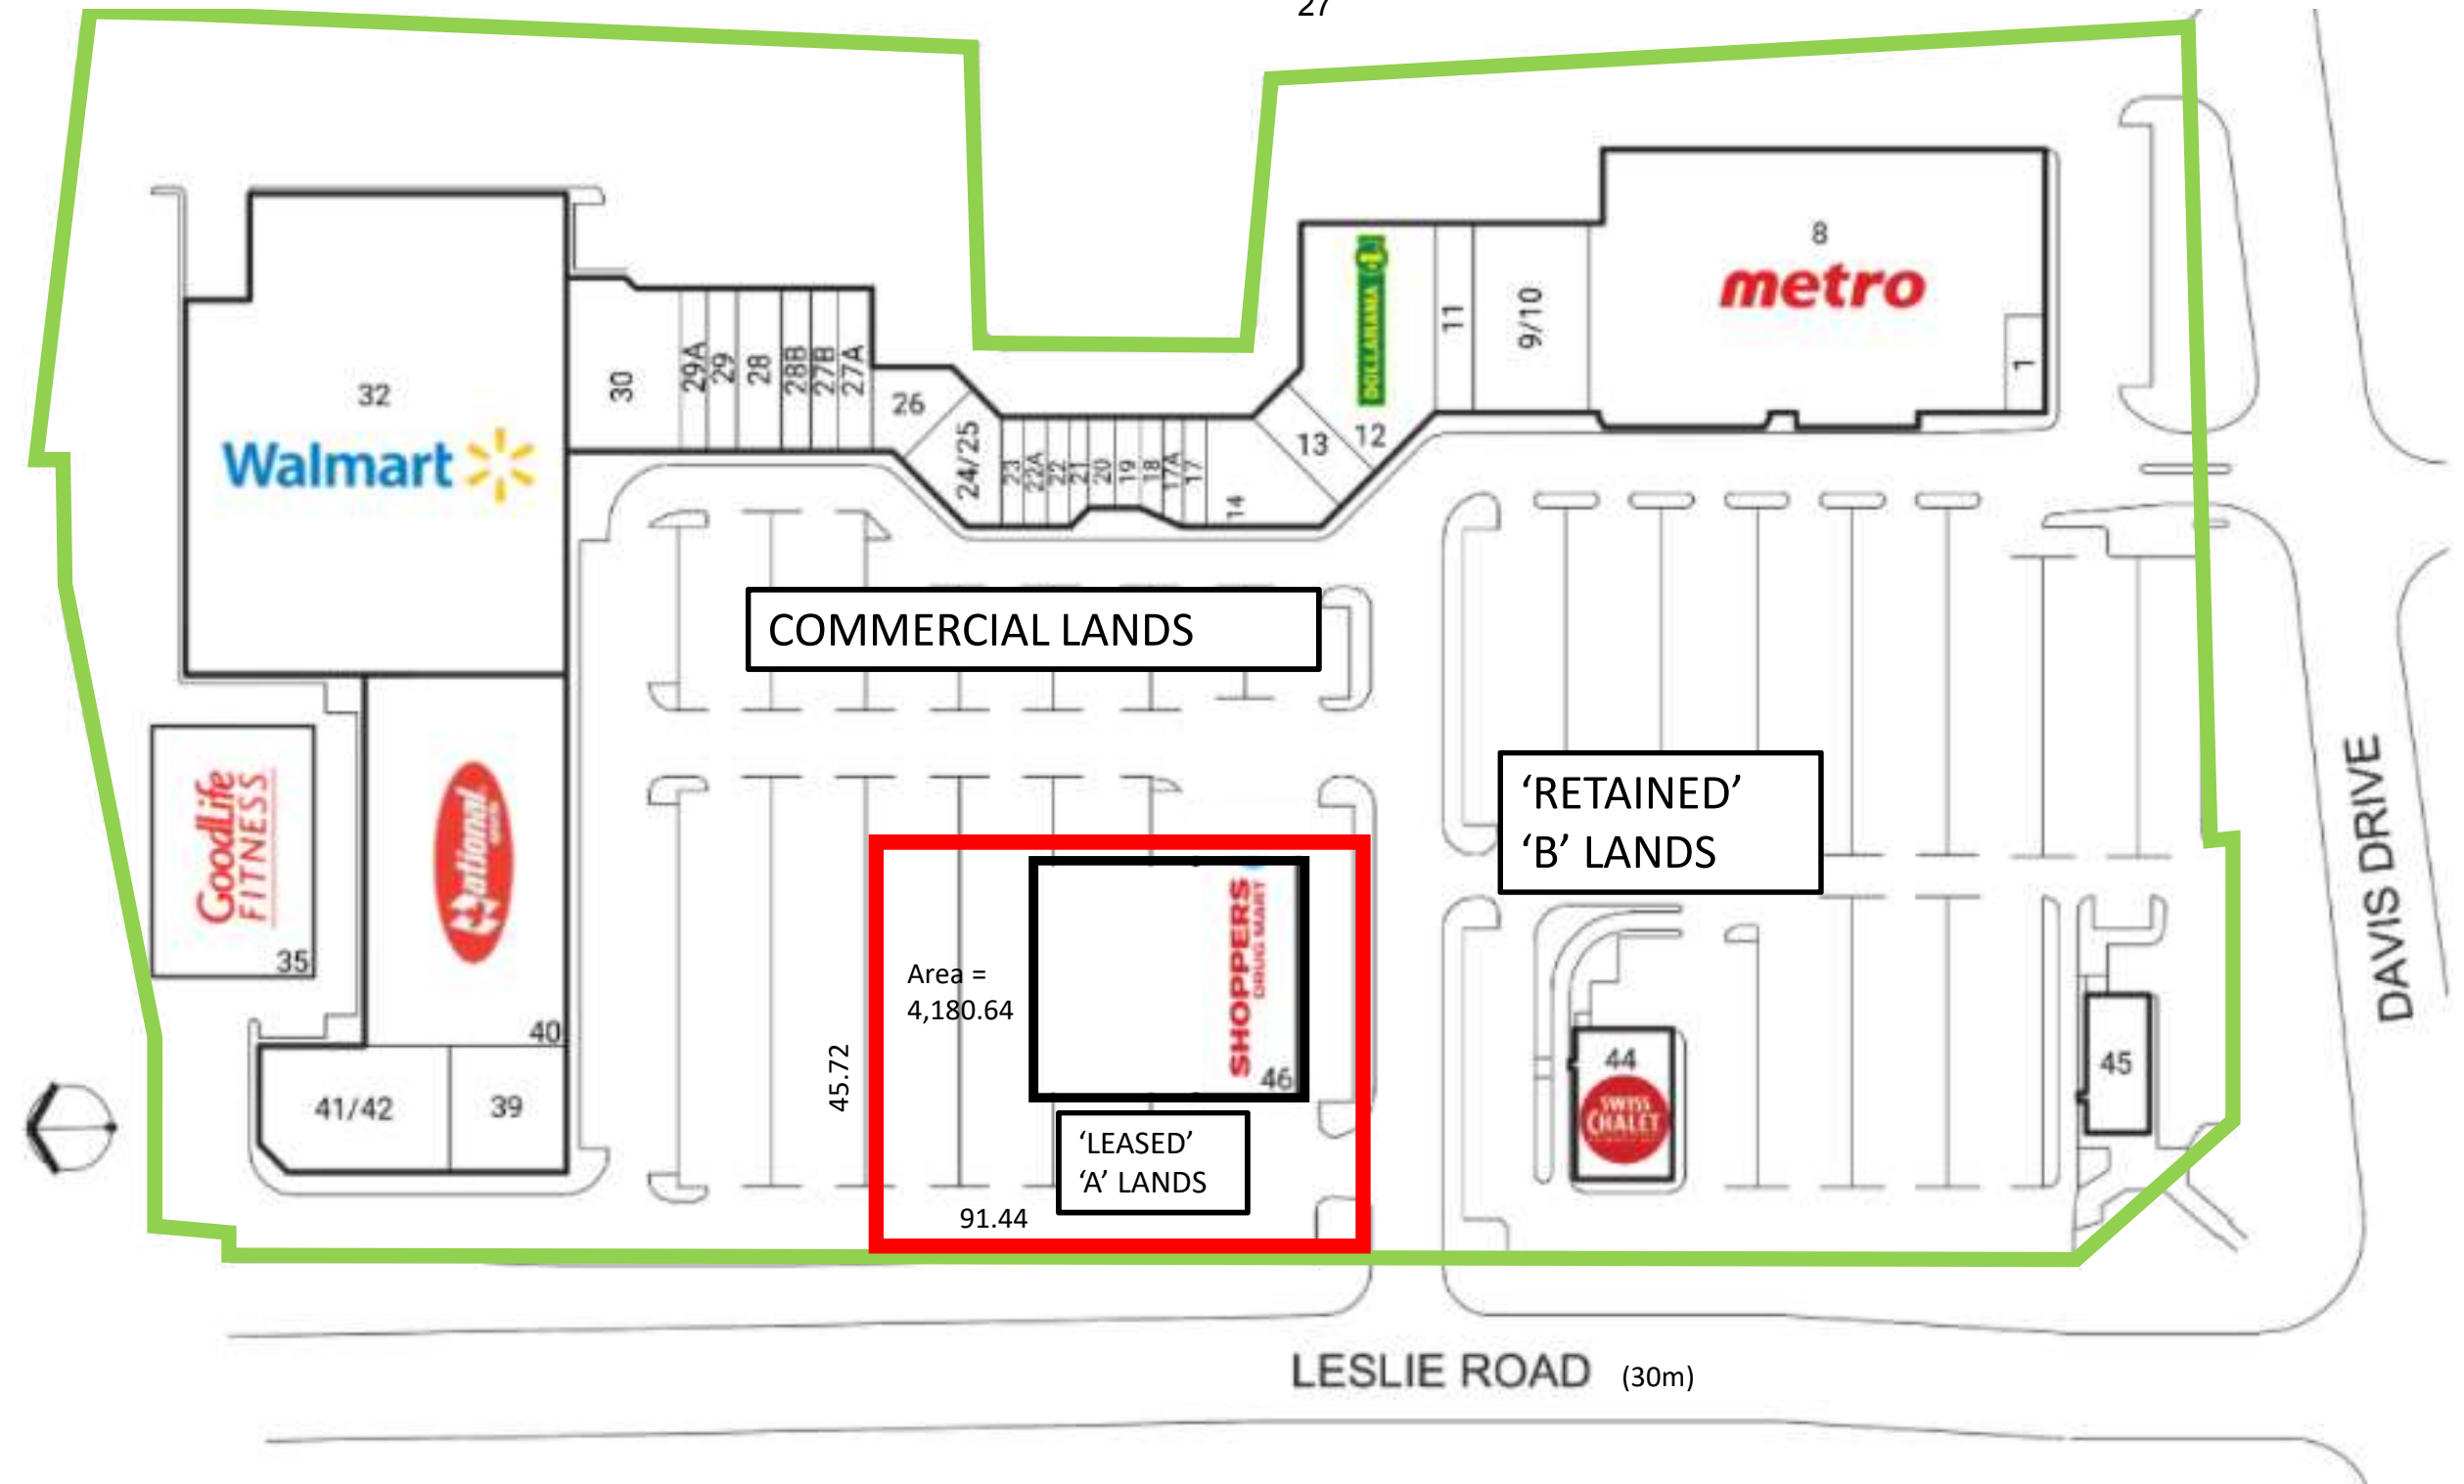 27
8
metro
DOLLARAMA
11
9/10
1
32
Walmart
30
29A
29
28
28B
27B
27A
26
24/25
23
22A
22
21
20
19
18
17A
17
14
13
12
COMMERCIAL LANDS
‘RETAINED’
‘B’ LANDS
GoodLife
FITNESS
35
National
40
41/42
39
SHOPPERS
DRUG MART
46
Area =
4,180.64
45.72
‘LEASED’
‘A’ LANDS
91.44
44
SWISS
CHALET
45
DAVIS DRIVE
LESLIE ROAD (30m)